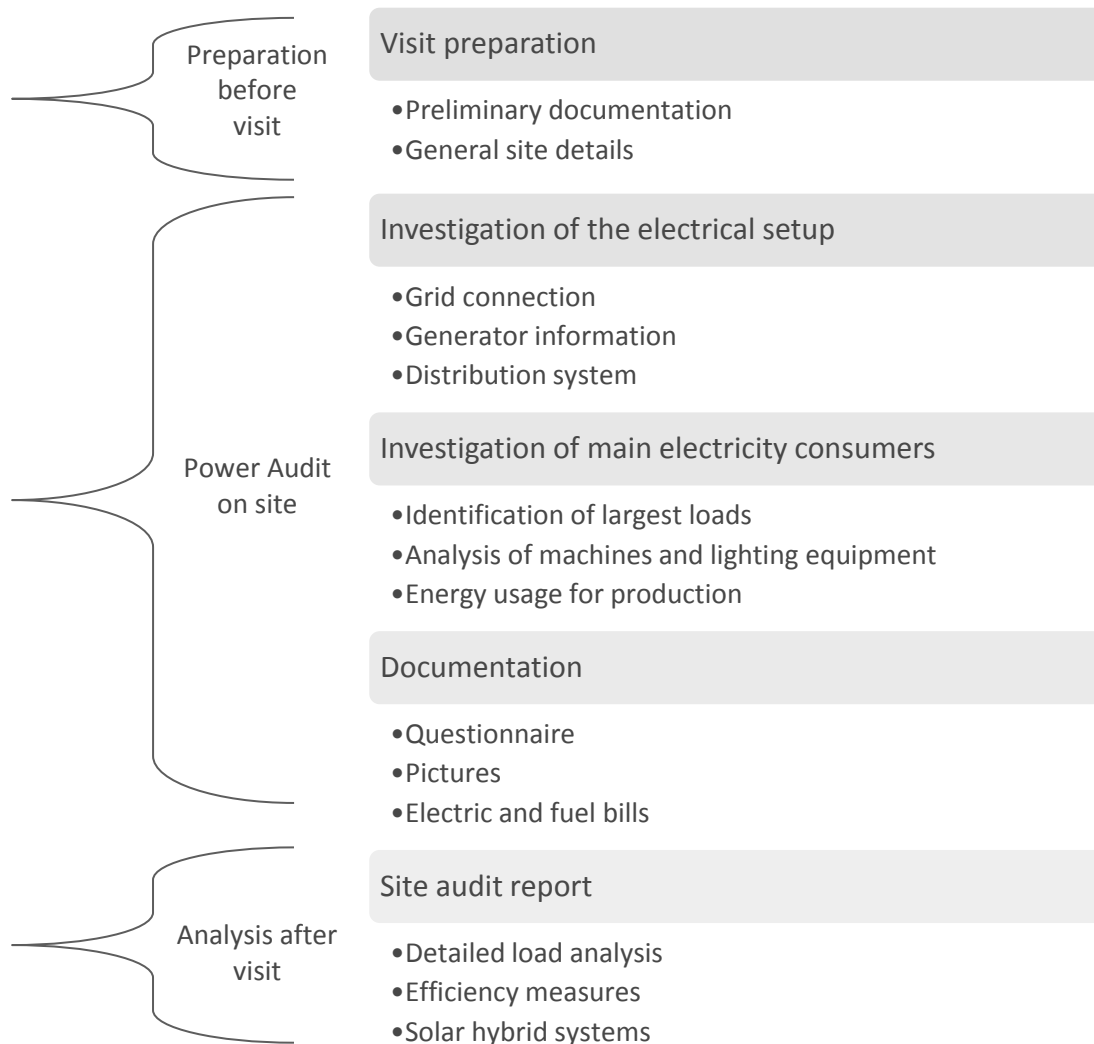 Preparation
before
visit
Visit preparation
•Preliminary documentation
•General site details
Power Audit
on site
Investigation of the electrical setup
•Grid connection
•Generator information
•Distribution system
Investigation of main electricity consumers
•Identification of largest loads
•Analysis of machines and lighting equipment
•Energy usage for production
Documentation
•Questionnaire
•Pictures
•Electric and fuel bills
Analysis after
visit
Site audit report
•Detailed load analysis
•Efficiency measures
•Solar hybrid systems